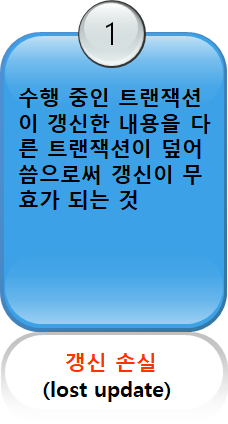 1
수행 중인 트랜잭션
이 갱신한 내용을 다
른 트랜잭션이 덮어
씀으로써 갱신이 무
효가 되는 것
갱신 손실
(lost update)